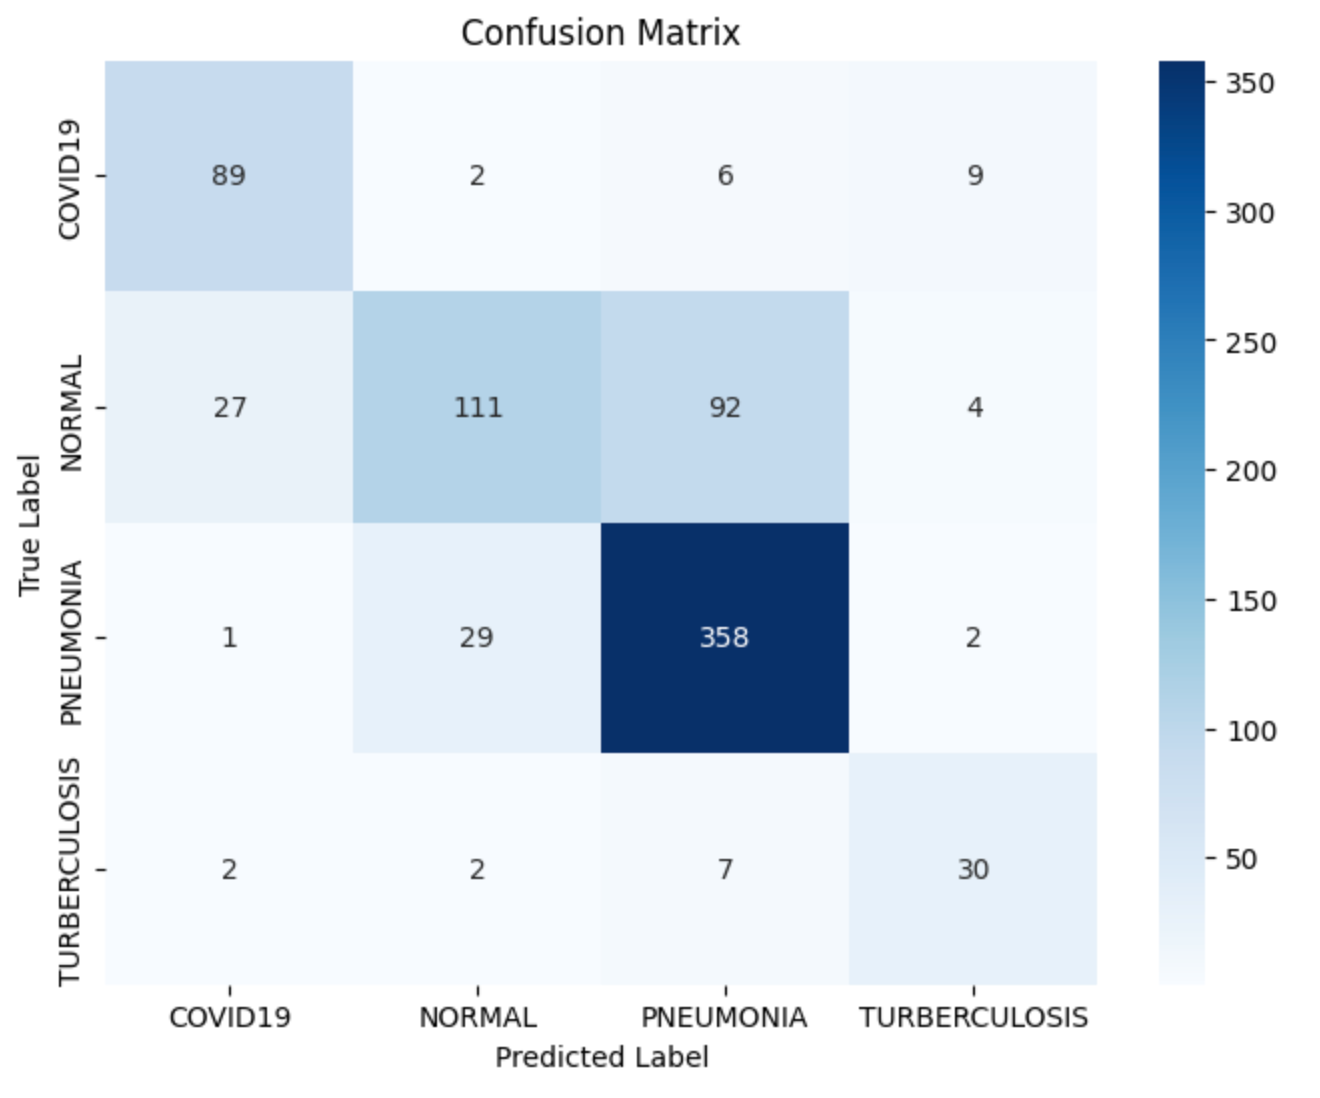 Confusion Matrix
COVID19
89 2 6 9
NORMAL
27 111 92 4
PNEUMONIA
1 29 358 2
TURBERCULOSIS
2 2 7 30
True Label
COVID19 NORMAL PNEUMONIA TURBERCULOSIS
Predicted Label
350
300
250
200
150
100
50